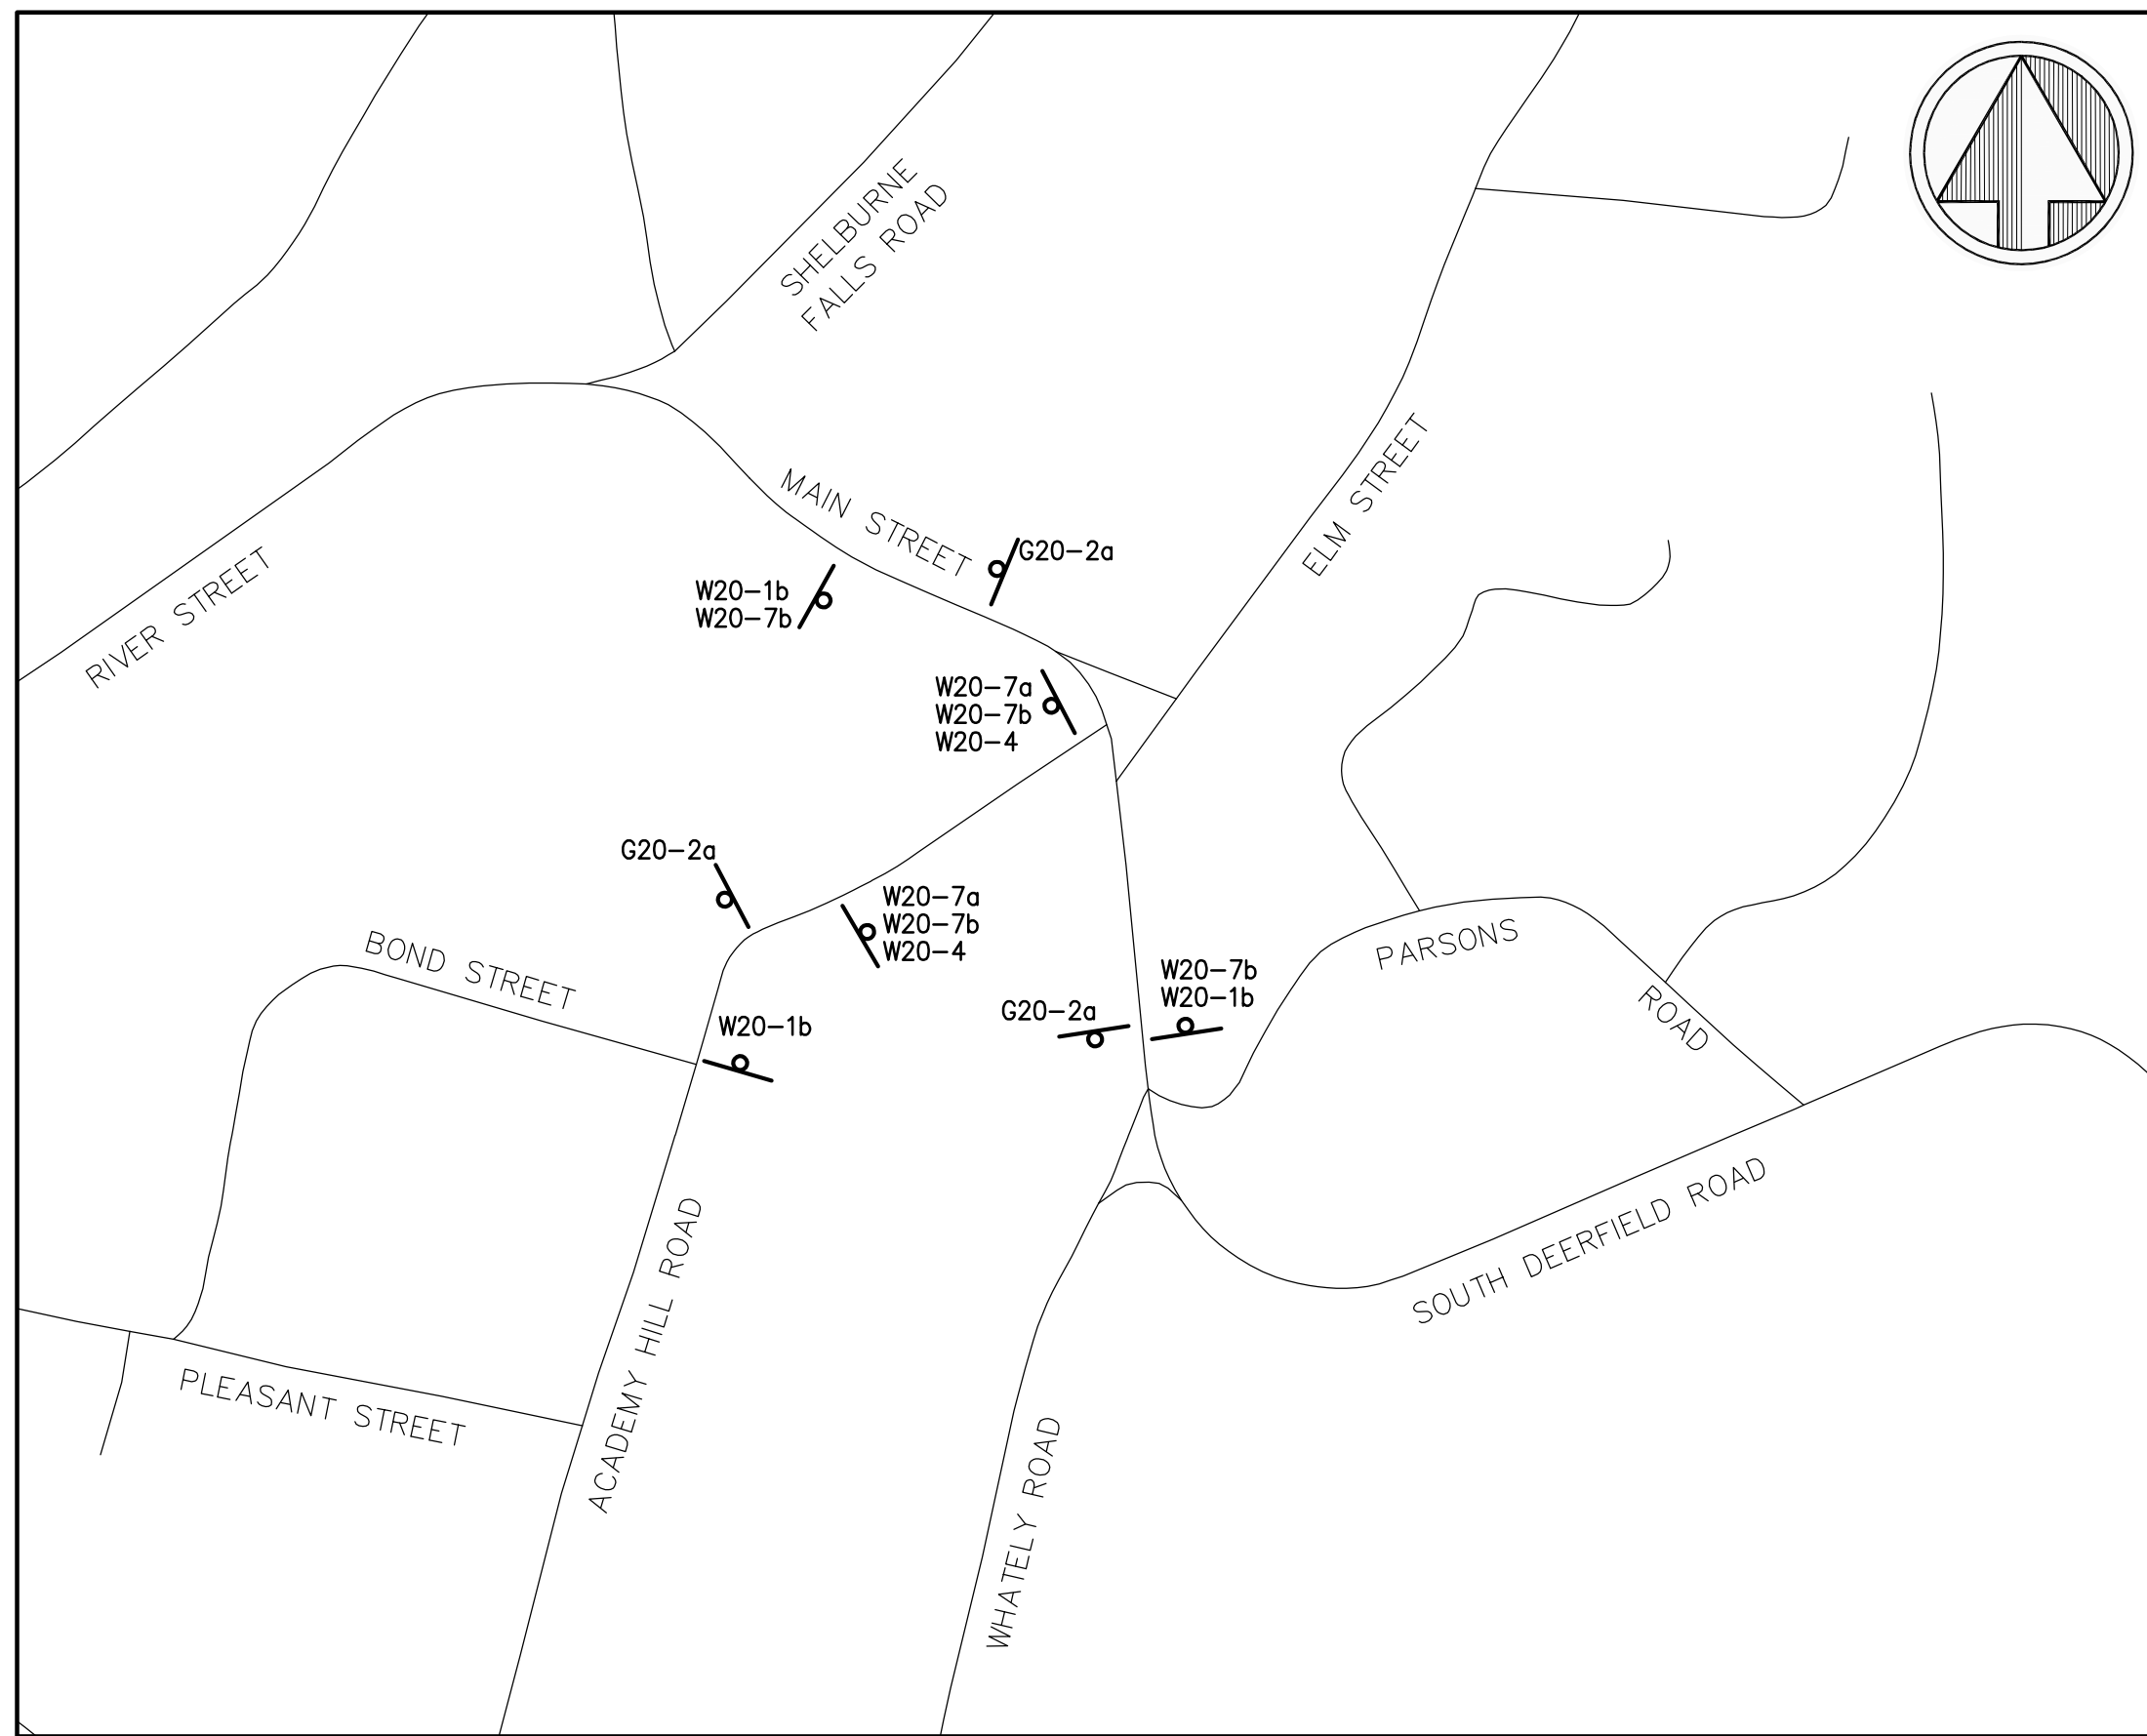 SHELBURNE
FALLS ROAD
MAIN STREET
ELM STREET
RIVER STREET
G20-2a
W20-1b
W20-7b
W20-7a
W20-7b
W20-4
G20-2a
W20-7a
W20-7b
W20-4
BOND STREET
W20-1b
G20-2a
W20-7b
W20-1b
PARSONS
ROAD
SOUTH DEERFIELD ROAD
PLEASANT STREET
ACADEMY HILL ROAD
WHATELY ROAD